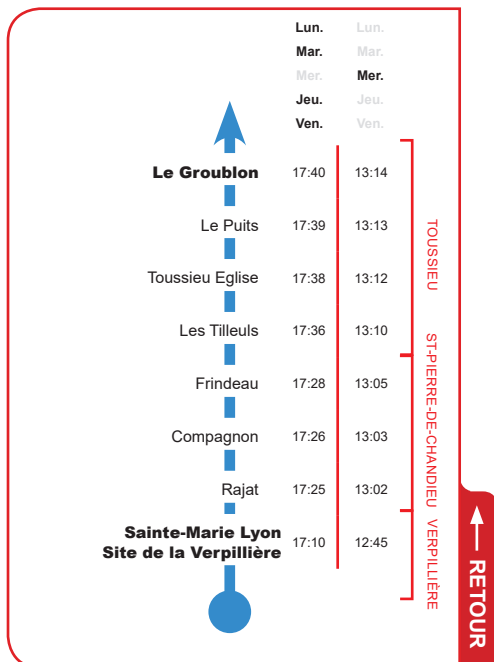 Lun. Lun.
Mar. Mar.
Mer. Mer.
Jeu. Jeu.
Ven. Ven.
Le Groublon 17:40 13:14
Le Puits 17:39 13:13
Toussieu Eglise 17:38 13:12
Les Tilleuls 17:36 13:10
Frindeau 17:28 13:05
Compagnon 17:26 13:03
Rajat 17:25 13:02
Sainte-Marie Lyon
Site de la Verpillière 17:10 12:45
TOUSSIEU
ST-PIERRE-DE-CHANDIEU
VERPILLIÈRE
RETOUR